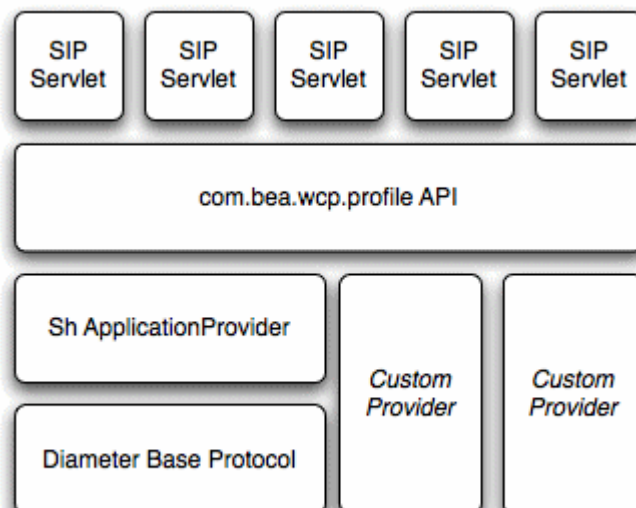 SIP
Servlet
SIP
Servlet
SIP
Servlet
SIP
Servlet
SIP
Servlet
com.bea.wcp.profile API
Sh ApplicationProvider
Custom
Provider
Custom
Provider
Diameter Base Protocol